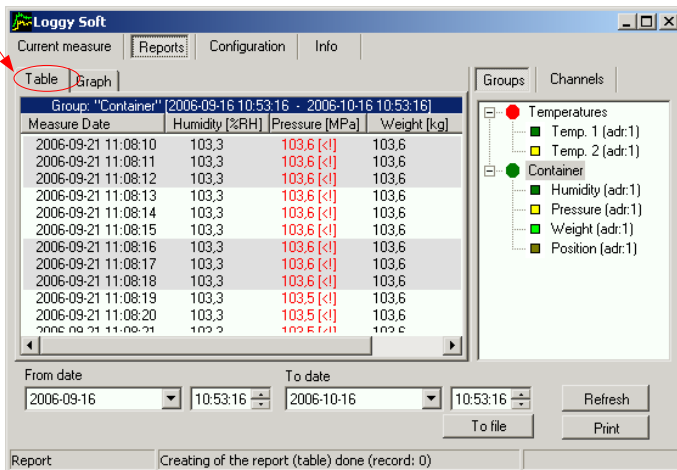 Loggy Soft
Current measure Reports Configuration Info
Table Graph
Groups Channels
Group: "Container" [2006-09-16 10:53:16 - 2006-10-16 10:53:16]
Measure Date Humidity [%RH] Pressure [MPa] Weight [kg]
2006-09-21 11:08:10 103,3 103,6 [<!] 103,6
2006-09-21 11:08:11 103,3 103,6 [<!] 103,6
2006-09-21 11:08:12 103,3 103,6 [<!] 103,6
2006-09-21 11:08:13 103,3 103,6 [<!] 103,6
2006-09-21 11:08:14 103,3 103,6 [<!] 103,6
2006-09-21 11:08:15 103,3 103,6 [<!] 103,6
2006-09-21 11:08:16 103,3 103,6 [<!] 103,6
2006-09-21 11:08:17 103,3 103,6 [<!] 103,6
2006-09-21 11:08:18 103,3 103,6 [<!] 103,6
2006-09-21 11:08:19 103,3 103,5 [<!] 103,6
2006-09-21 11:08:20 103,3 103,5 [<!] 103,6
2006-09-21 11:08:21
Temperatures
Temp. 1 (adr:1)
Temp. 2 (adr:1)
Container
Humidity (adr:1)
Pressure (adr:1)
Weight (adr:1)
Position (adr:1)
From date
To date
2006-09-16 10:53:16 2006-10-16 10:53:16
Refresh
To file
Print
Report
Creating of the report (table) done (record: 0)